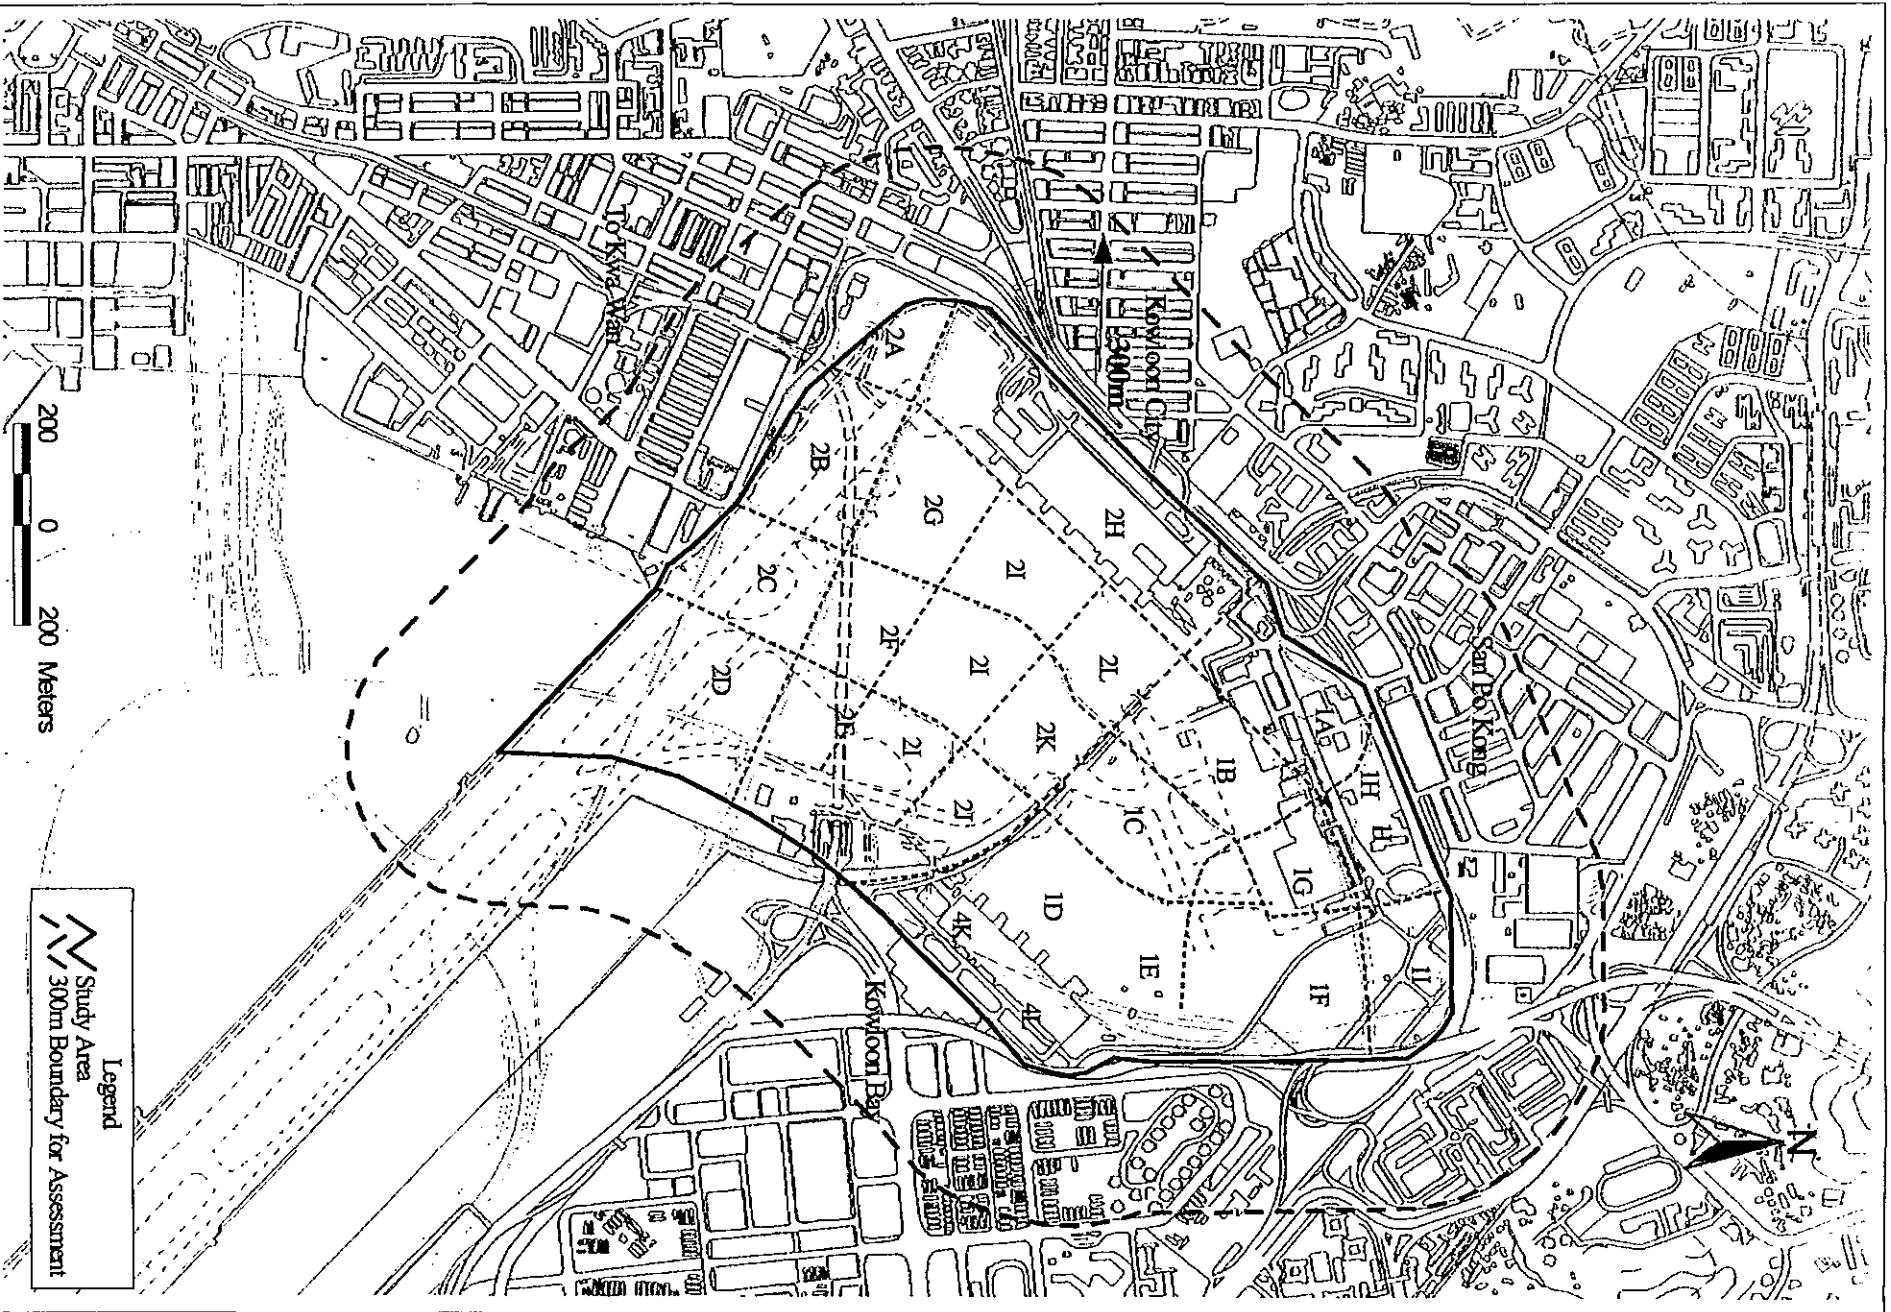 To Kwa Wan
Kowloon City
300m
San Po Kong
Kowloon Bay
N
2A
2B
2G
2H
2I
2C
2F
2I
2L
2D
2E
2I
2K
2J
1A
1B
1H
1C
1G
1D
1E
1F
1I
4K
4L
200 0 200 Meters
Legend
Study Area
300m Boundary for Assessment